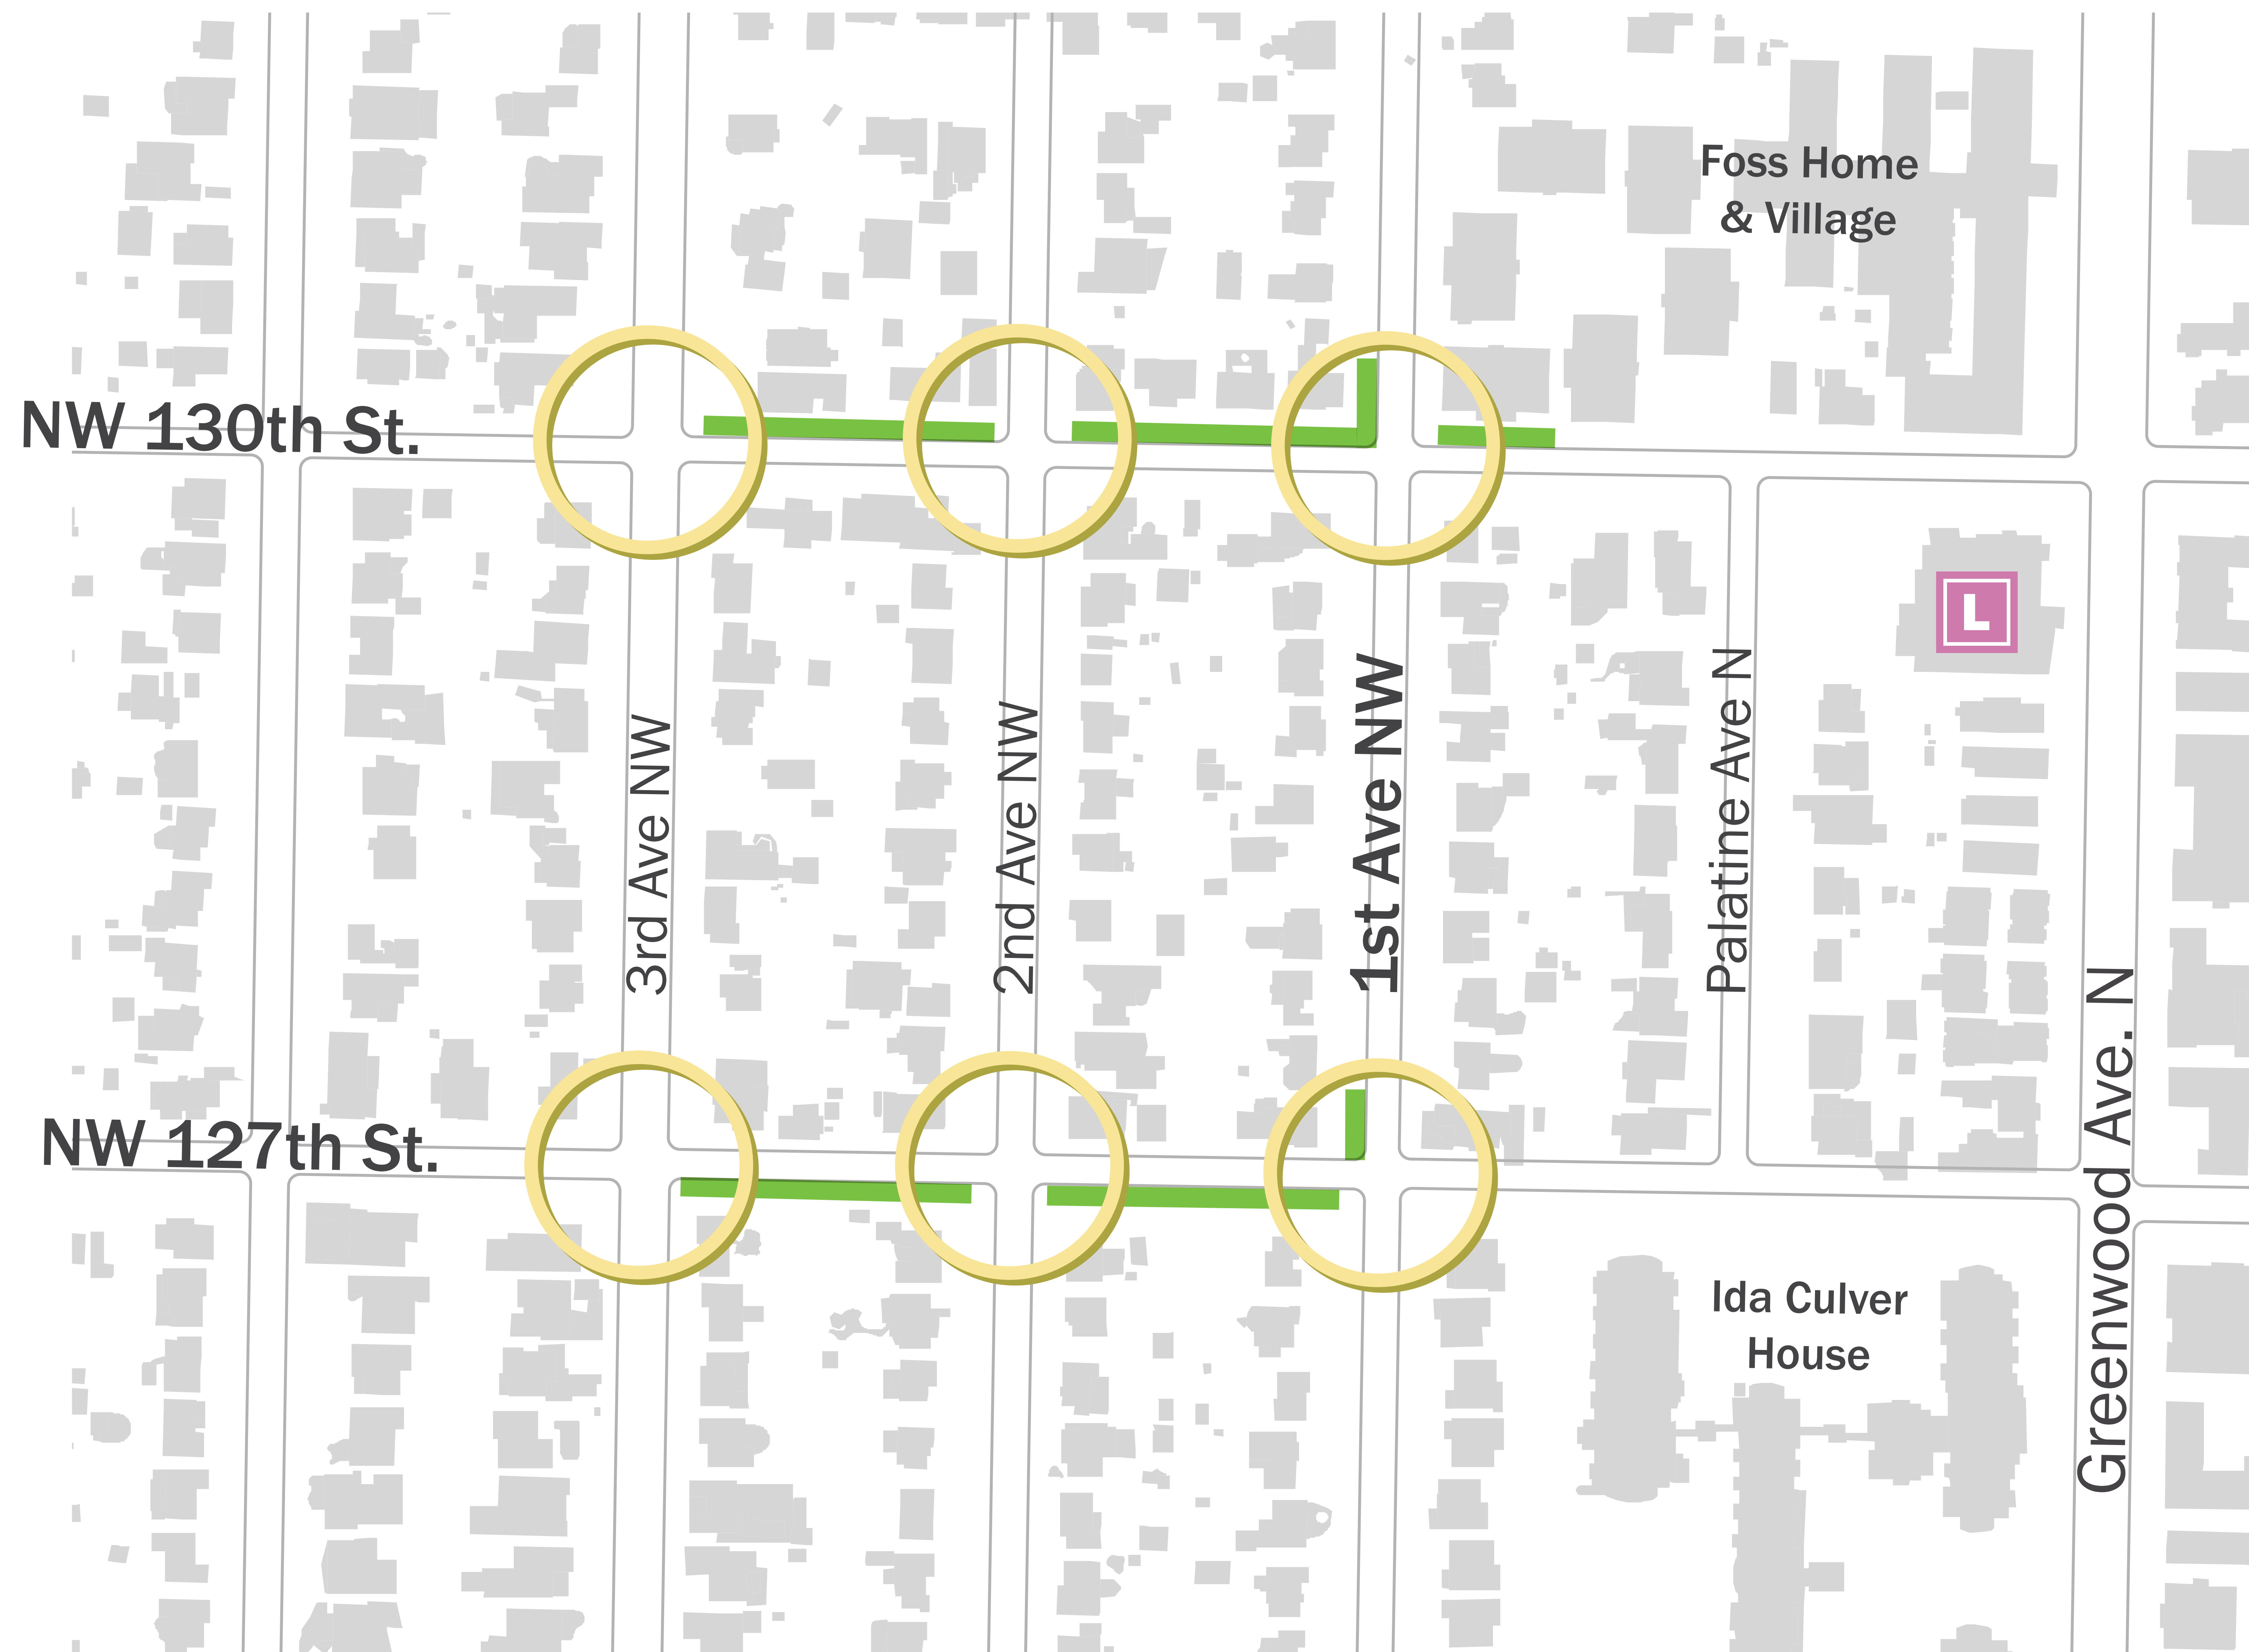 Foss Home
& Village
NW 130th St.
L
3rd Ave NW
2nd Ave NW
1st Ave NW
Palatine Ave N
Greenwood Ave. N
NW 127th St.
Ida Culver
House